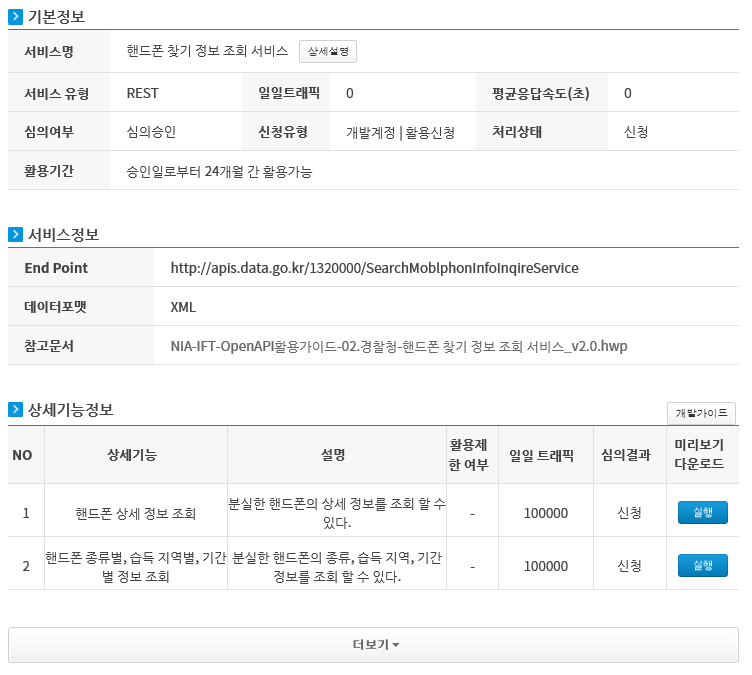 기본정보
서비스명 핸드폰 찾기 정보 조회 서비스 상세설명
서비스 유형 REST 일일트래픽 0 평균응답속도(초) 0
심의여부 심의승인 신청유형 개발계정 | 활용신청 처리상태 신청
활용기간 승인일로부터 24개월 간 활용가능
서비스정보
End Point http://apis.data.go.kr/1320000/SearchMoblphonInfoInqireService
데이터포맷 XML
참고문서 NIA-IFT-OpenAPI활용가이드-02.경찰청-핸드폰 찾기 정보 조회 서비스_v2.0.hwp
상세기능정보 개발가이드
NO 상세기능 설명 활용제한 여부 일일 트래픽 심의결과 미리보기 다운로드
1 핸드폰 상세 정보 조회 분실한 핸드폰의 상세 정보를 조회 할 수 있다. - 100000 신청 실행
2 핸드폰 종류별, 습득 지역별, 기간별 정보 조회 분실한 핸드폰의 종류, 습득 지역, 기간 정보를 조회 할 수 있다. - 100000 신청 실행
더보기